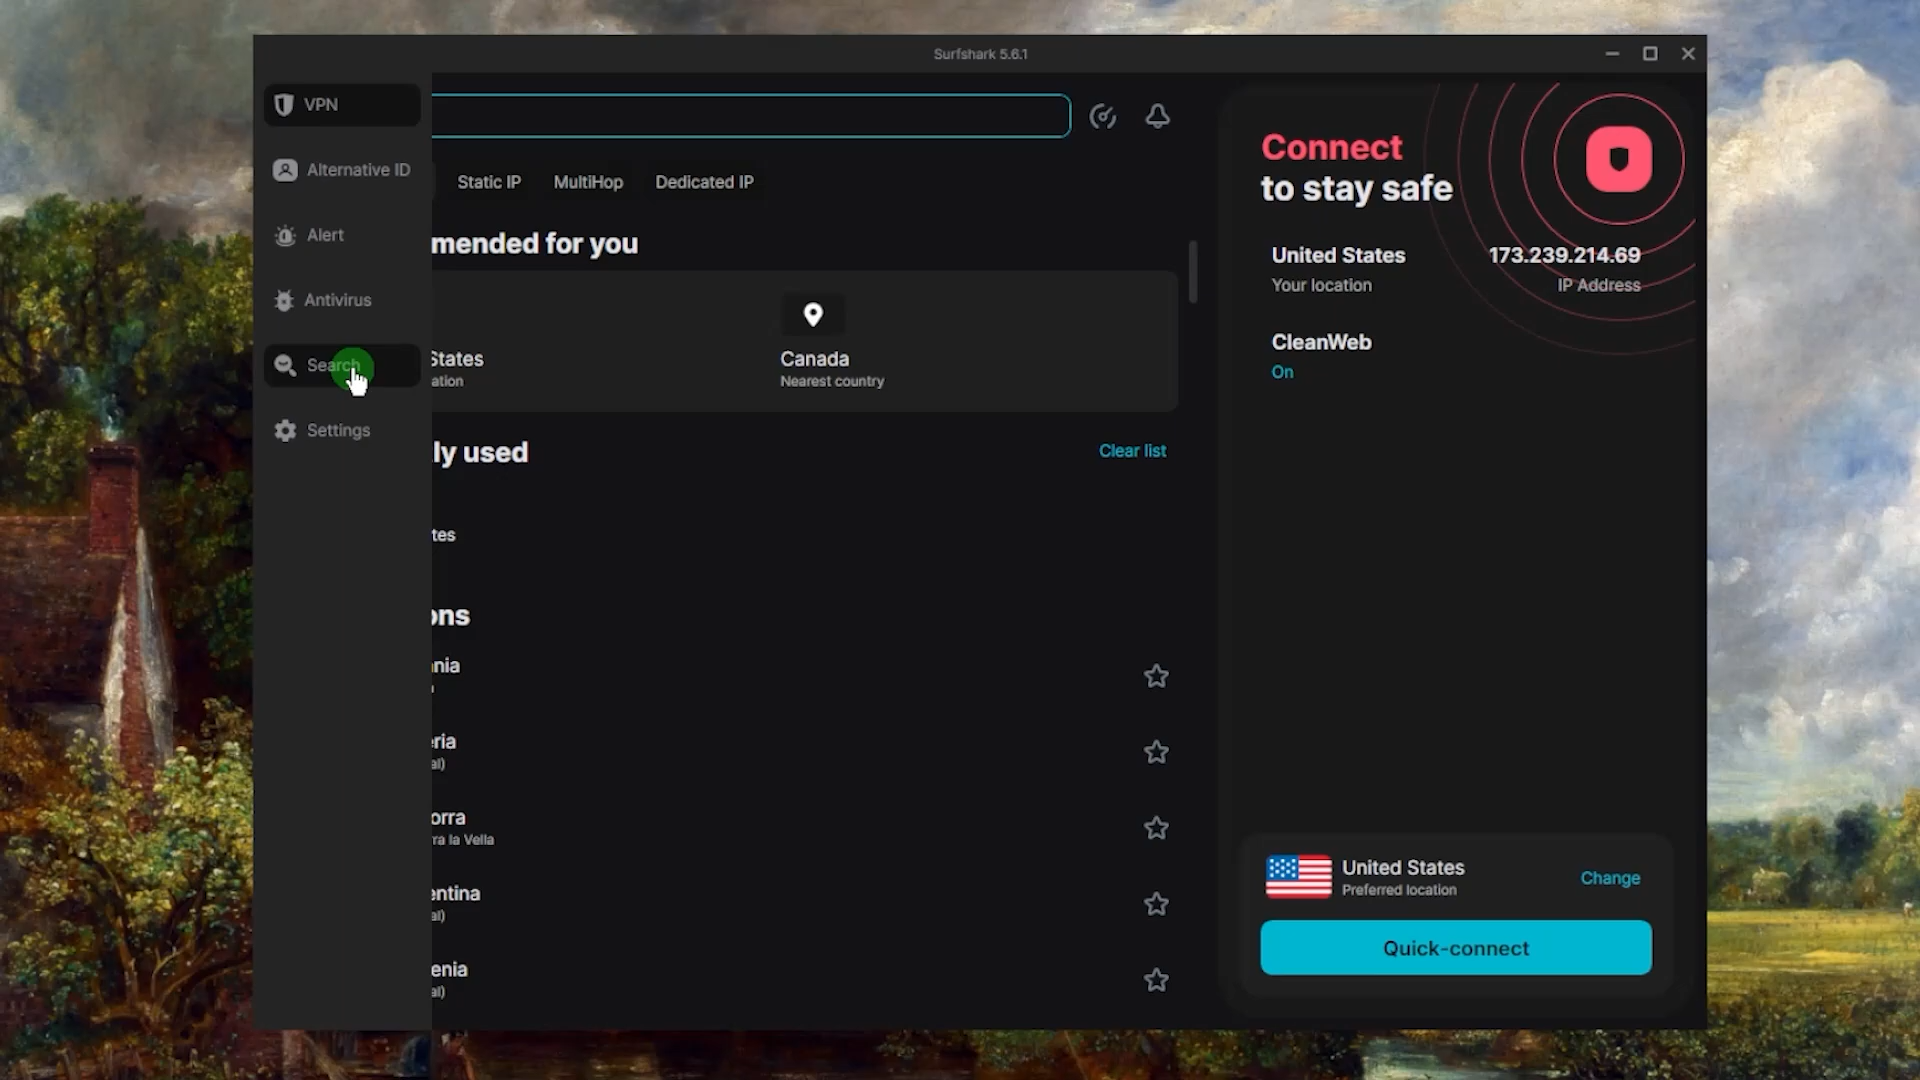 Surfshark 5.6.1
VPN
Alternative ID
Alert
Antivirus
Search
Settings
Static IP
MultiHop
Dedicated IP
mended for you
States
ation
Canada
Nearest country
ly used
Clear list
tes
ons
nia
ria
al)
orra
ra la Vella
entina
al)
enia
al)
Connect
to stay safe
United States
173.239.214.69
Your location
IP Address
CleanWeb
On
United States
Preferred location
Change
Quick-connect